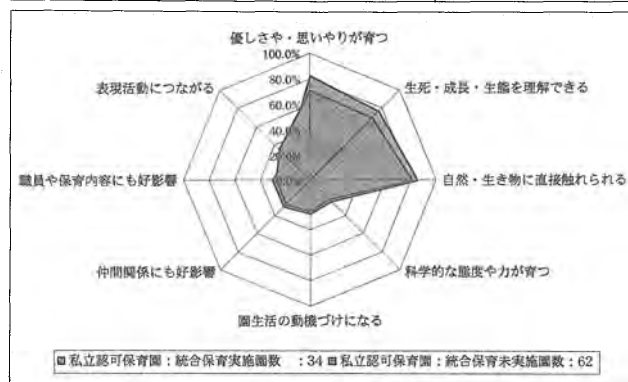 優しさや・思いやりが育つ
100.0%
80.0%
60.0%
40.0%
20.0%
0.0%
生死・成長・生態を理解できる
自然・生き物に直接触れられる
科学的な態度や力が育つ
園生活の動機づけになる
仲間関係にも好影響
職員や保育内容にも好影響
表現活動につながる
私立認可保育園：統合保育実施園数　：34 私立認可保育園：統合保育未実施園数：62